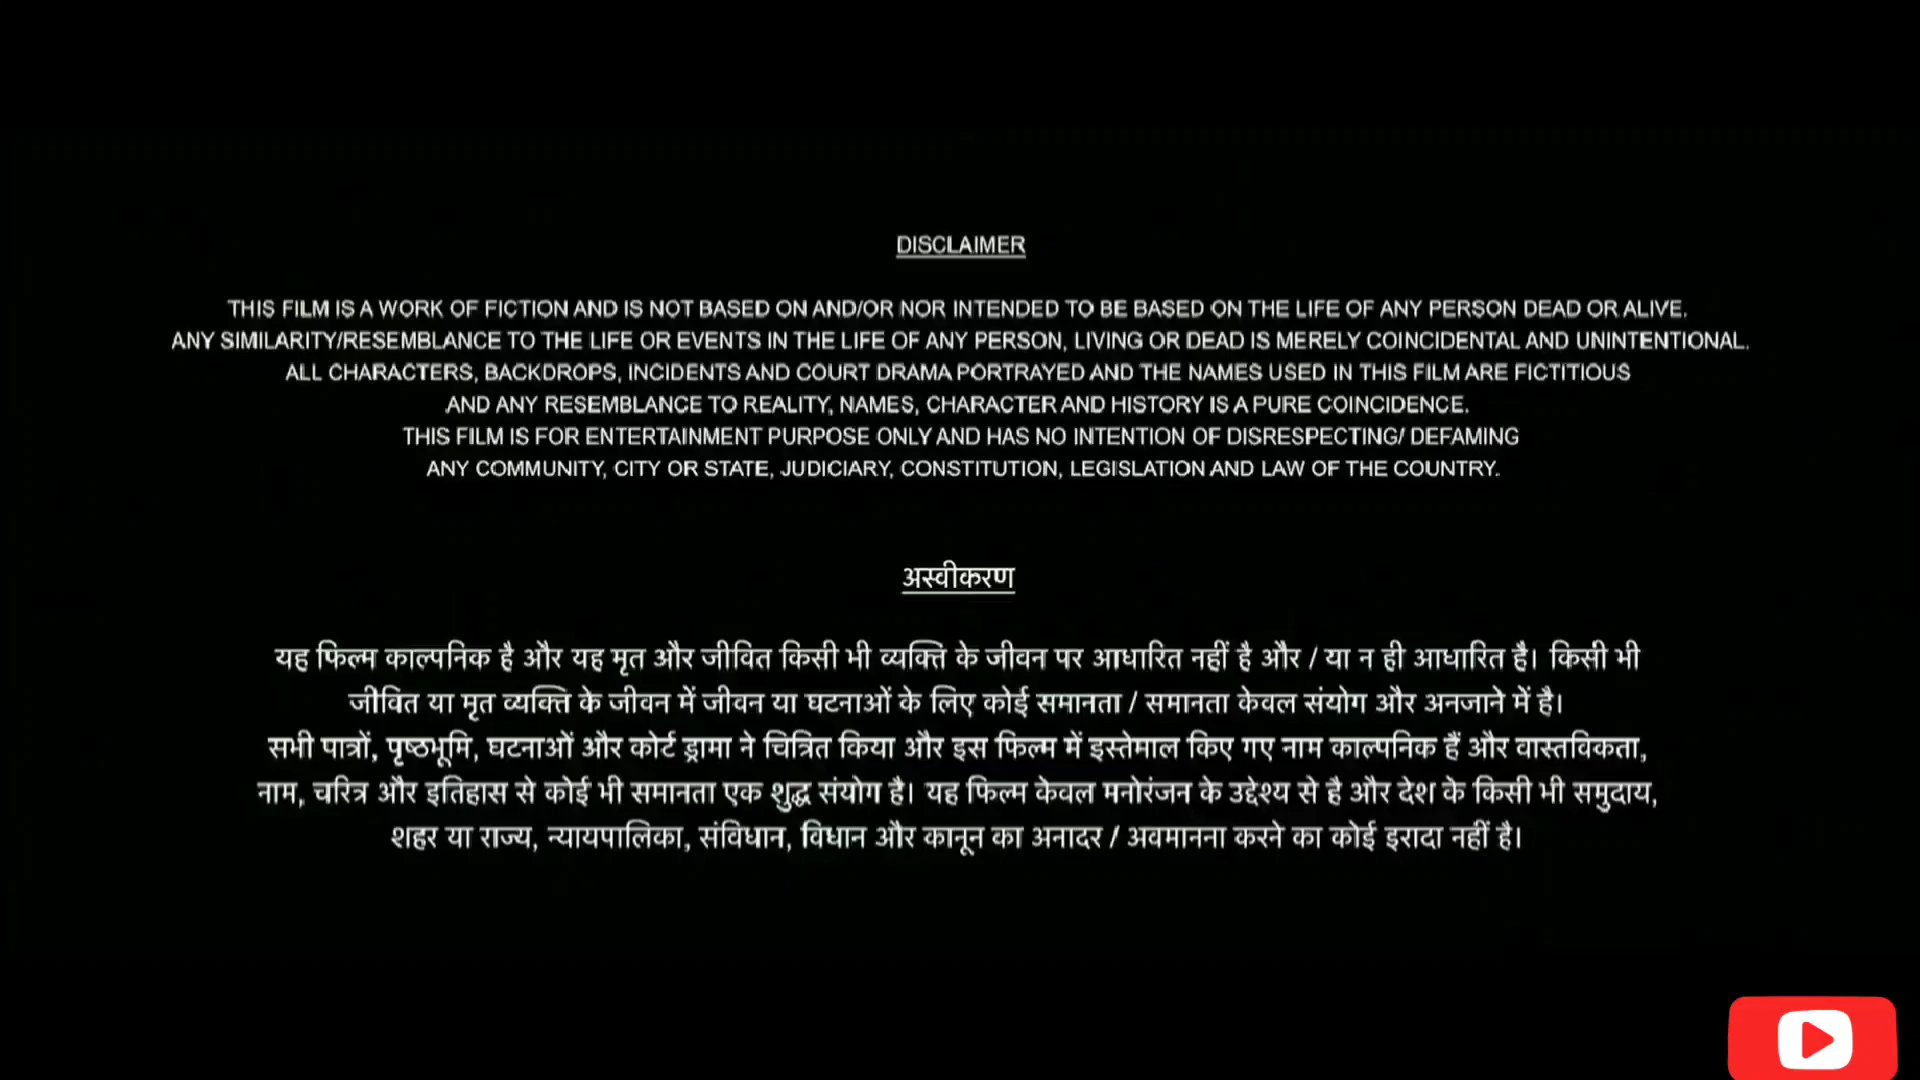 DISCLAIMER
THIS FILM IS A WORK OF FICTION AND IS NOT BASED ON AND/OR NOR INTENDED TO BE BASED ON THE LIFE OF ANY PERSON DEAD OR ALIVE.
ANY SIMILARITY/RESEMBLANCE TO THE LIFE OR EVENTS IN THE LIFE OF ANY PERSON, LIVING OR DEAD IS MERELY COINCIDENTAL AND UNINTENTIONAL.
ALL CHARACTERS, BACKDROPS, INCIDENTS AND COURT DRAMA PORTRAYED AND THE NAMES USED IN THIS FILM ARE FICTITIOUS
AND ANY RESEMBLANCE TO REALITY, NAMES, CHARACTER AND HISTORY IS A PURE COINCIDENCE.
THIS FILM IS FOR ENTERTAINMENT PURPOSE ONLY AND HAS NO INTENTION OF DISRESPECTING/ DEFAMING
ANY COMMUNITY, CITY OR STATE, JUDICIARY, CONSTITUTION, LEGISLATION AND LAW OF THE COUNTRY.
अस्वीकरण
यह फिल्म काल्पनिक है और यह मृत और जीवित किसी भी व्यक्ति के जीवन पर आधारित नहीं है और / या न ही आधारित है। किसी भी
जीवित या मृत व्यक्ति के जीवन में जीवन या घटनाओं के लिए कोई समानता / समानता केवल संयोग और अनजाने में है।
सभी पात्रों, पृष्ठभूमि, घटनाओं और कोर्ट ड्रामा ने चित्रित किया और इस फिल्म में इस्तेमाल किए गए नाम काल्पनिक हैं और वास्तविकता,
नाम, चरित्र और इतिहास से कोई भी समानता एक शुद्ध संयोग है। यह फिल्म केवल मनोरंजन के उद्देश्य से है और देश के किसी भी समुदाय,
शहर या राज्य, न्यायपालिका, संविधान, विधान और कानून का अनादर / अवमानना करने का कोई इरादा नहीं है।